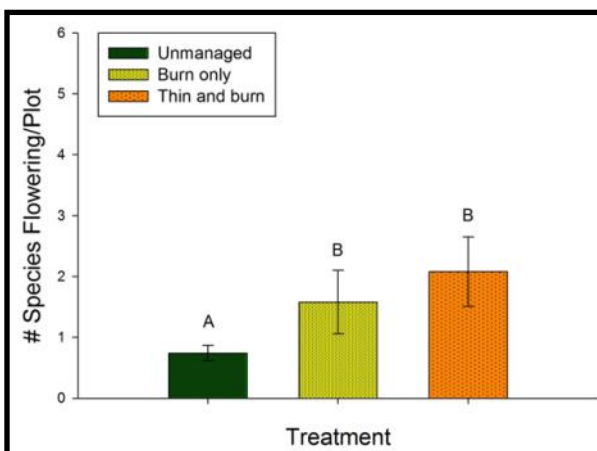 # Species Flowering/Plot
6
5
4
3
2
1
0
Unmanaged
Burn only
Thin and burn
A
B
B
Treatment